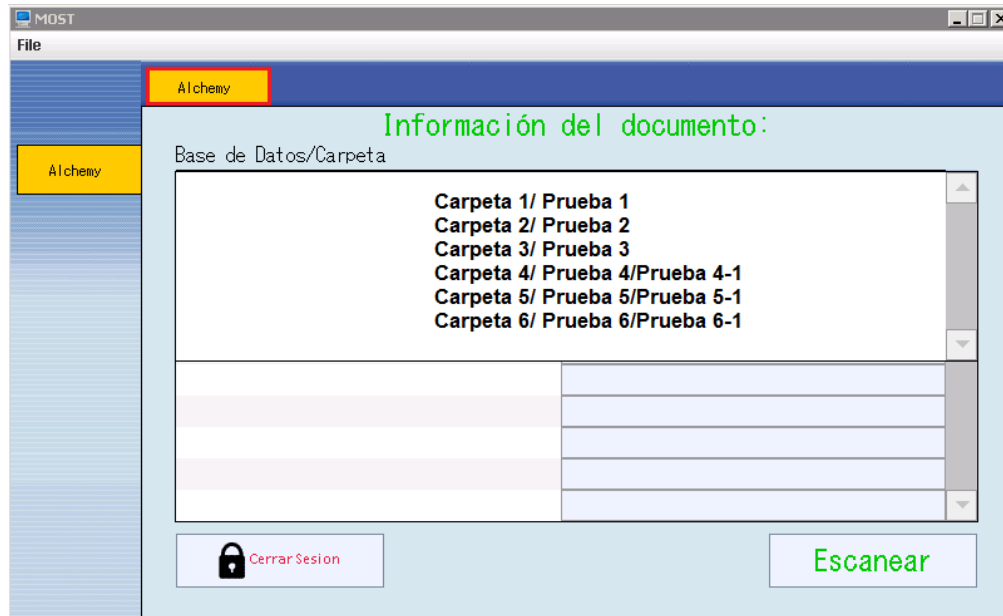 MOST
File
Alchemy
Alchemy
Información del documento:
Base de Datos/Carpeta
Carpeta 1/ Prueba 1
Carpeta 2/ Prueba 2
Carpeta 3/ Prueba 3
Carpeta 4/ Prueba 4/Prueba 4-1
Carpeta 5/ Prueba 5/Prueba 5-1
Carpeta 6/ Prueba 6/Prueba 6-1
Cerrar Sesion
Escanear